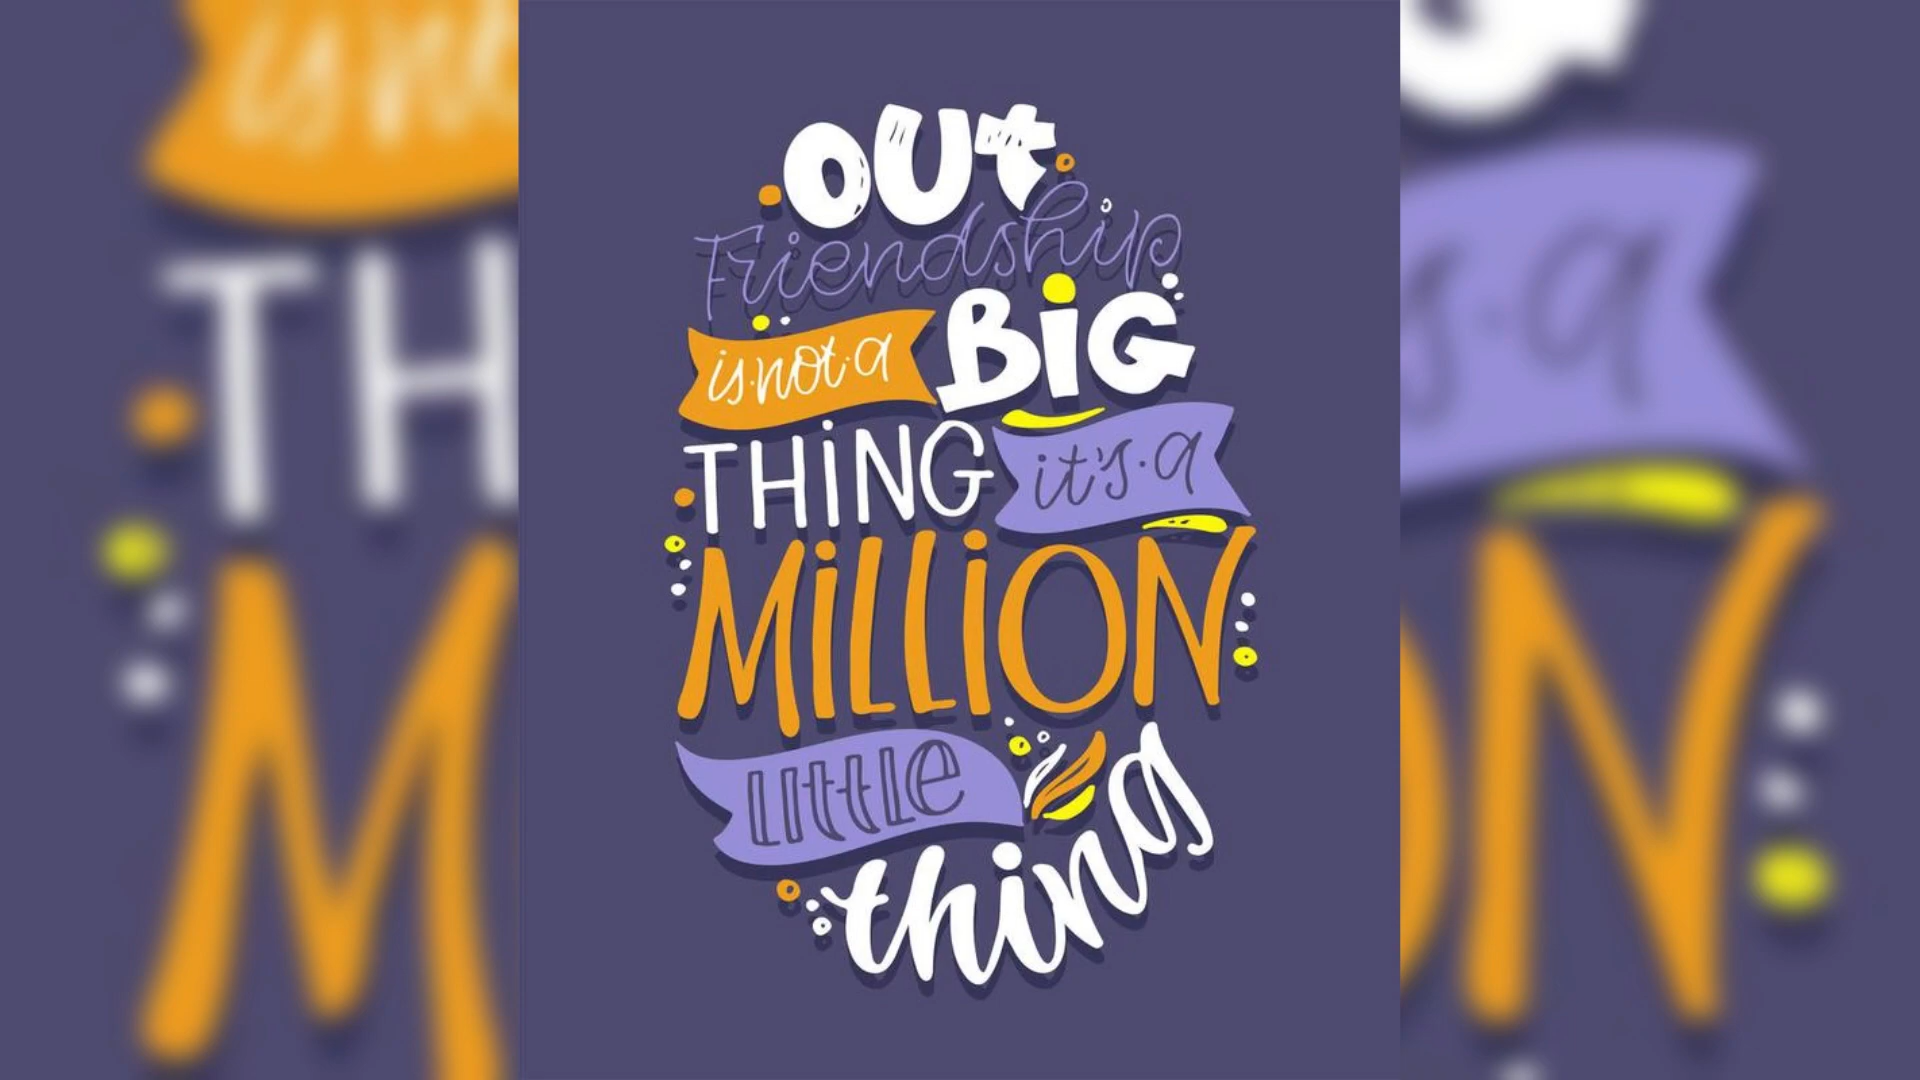 OUt
Friendship
is not a BiG
THiNG it's a
MiLLiON
LittLe
thing